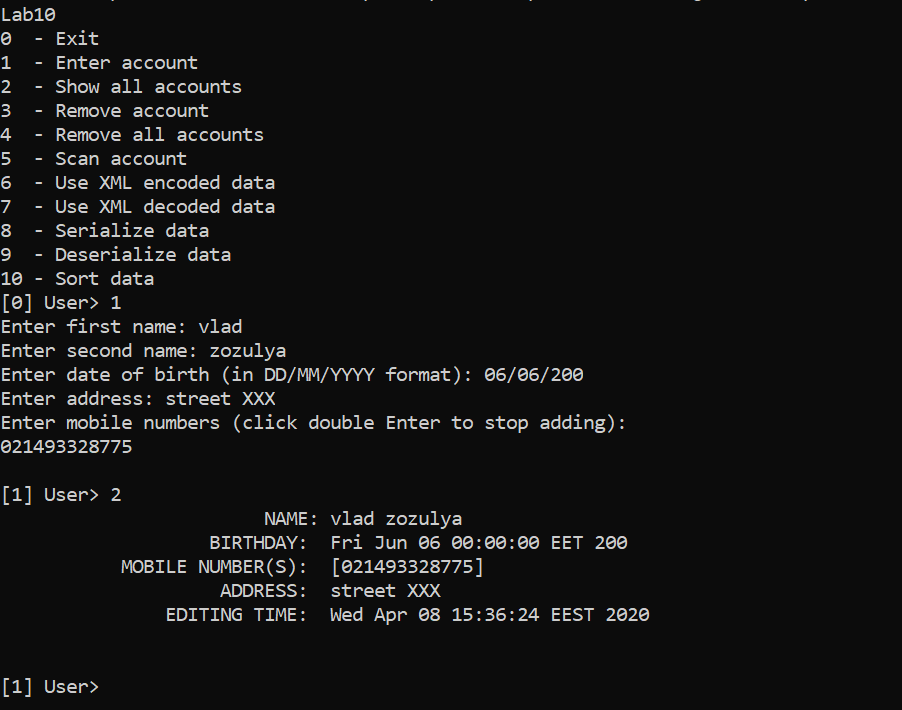 Lab10
0  - Exit
1  - Enter account
2  - Show all accounts
3  - Remove account
4  - Remove all accounts
5  - Scan account
6  - Use XML encoded data
7  - Use XML decoded data
8  - Serialize data
9  - Deserialize data
10 - Sort data
[0] User> 1
Enter first name: vlad
Enter second name: zozulya
Enter date of birth (in DD/MM/YYYY format): 06/06/200
Enter address: street XXX
Enter mobile numbers (click double Enter to stop adding):
021493328775
[1] User> 2
NAME: vlad zozulya
BIRTHDAY:  Fri Jun 06 00:00:00 EET 200
MOBILE NUMBER(S):  [021493328775]
ADDRESS:  street XXX
EDITING TIME:  Wed Apr 08 15:36:24 EEST 2020
[1] User>